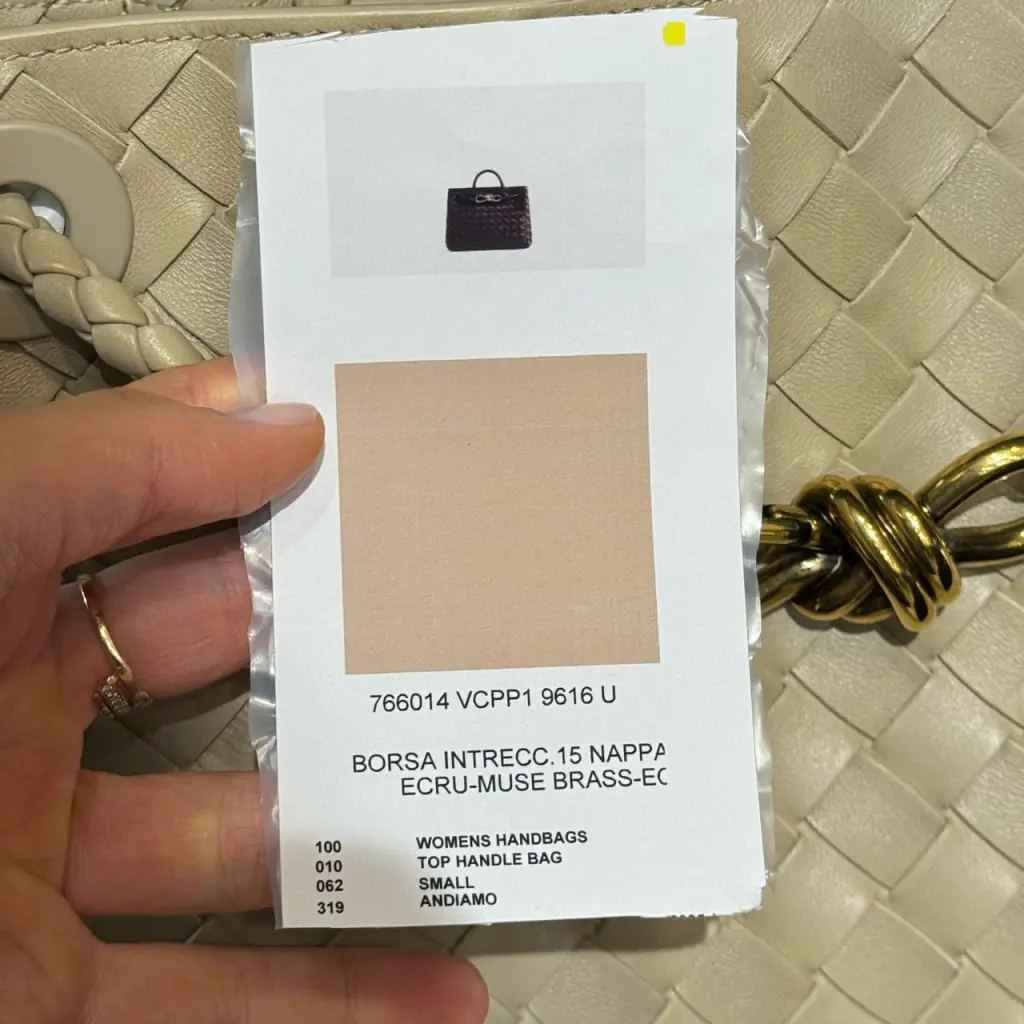 766014 VCPP1 9616 U
BORSA INTRECC.15 NAPPA
ECRU-MUSE BRASS-EC
100 WOMENS HANDBAGS
010 TOP HANDLE BAG
062 SMALL
319 ANDIAMO